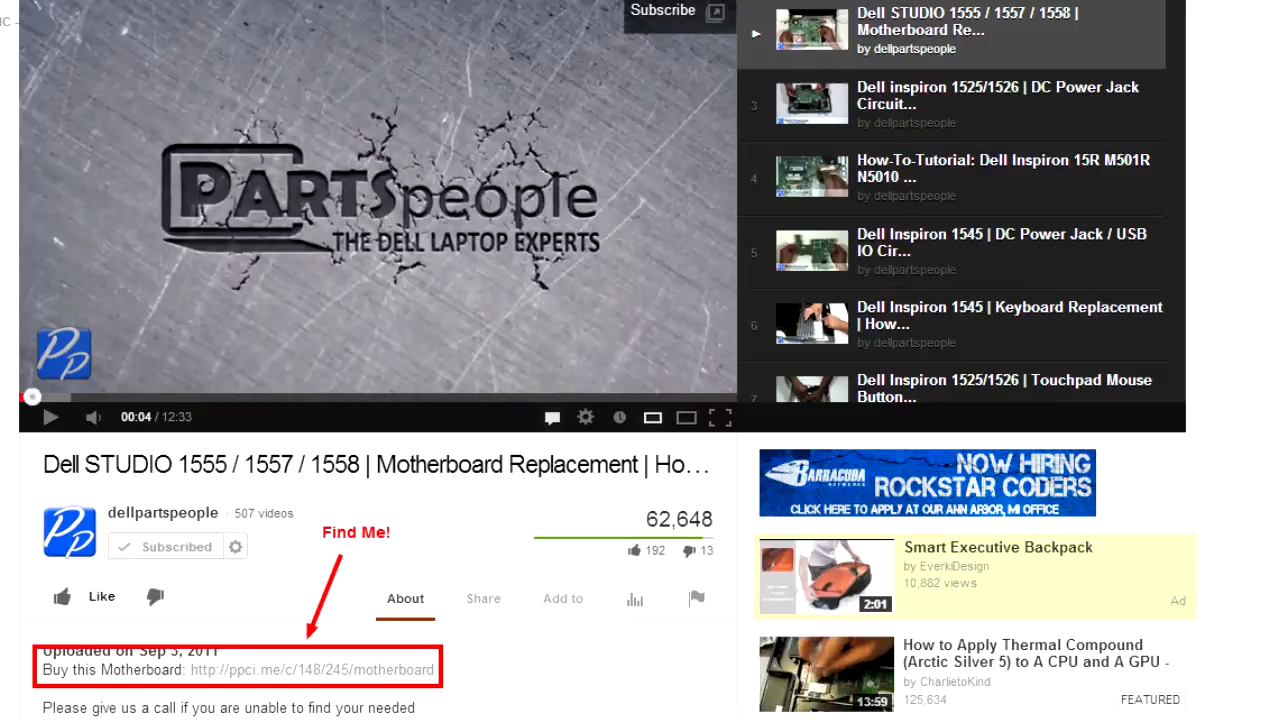 IC -
Subscribe
PARTSpeople
THE DELL LAPTOP EXPERTS
PP
00:04 / 12:33
Dell STUDIO 1555 / 1557 / 1558 |
Motherboard Re...
by dellpartspeople
3
Dell inspiron 1525/1526 | DC Power Jack
Circuit...
by dellpartspeople
4
How-To-Tutorial: Dell Inspiron 15R M501R
N5010 ...
by dellpartspeople
5
Dell Inspiron 1545 | DC Power Jack / USB
IO Cir...
by dellpartspeople
6
Dell Inspiron 1545 | Keyboard Replacement
| How...
by dellpartspeople
7
Dell Inspiron 1525/1526 | Touchpad Mouse
Button...
Dell STUDIO 1555 / 1557 / 1558 | Motherboard Replacement | Ho...
PP
dellpartspeople · 507 videos
Subscribed
Find Me!
62,648
192 13
Like
About
Share
Add to
Uploaded on Sep 3, 2011
Buy this Motherboard: http://ppci.me/c/148/245/motherboard
Please give us a call if you are unable to find your needed
BARRACUDA
NETWORKS
NOW HIRING
ROCKSTAR CODERS
CLICK HERE TO APPLY AT OUR ANN ARBOR, MI OFFICE
Smart Executive Backpack
by EverkiDesign
10,882 views
2:01
Ad
How to Apply Thermal Compound
(Arctic Silver 5) to A CPU and A GPU -
by CharlietoKind
125,634
FEATURED
13:59